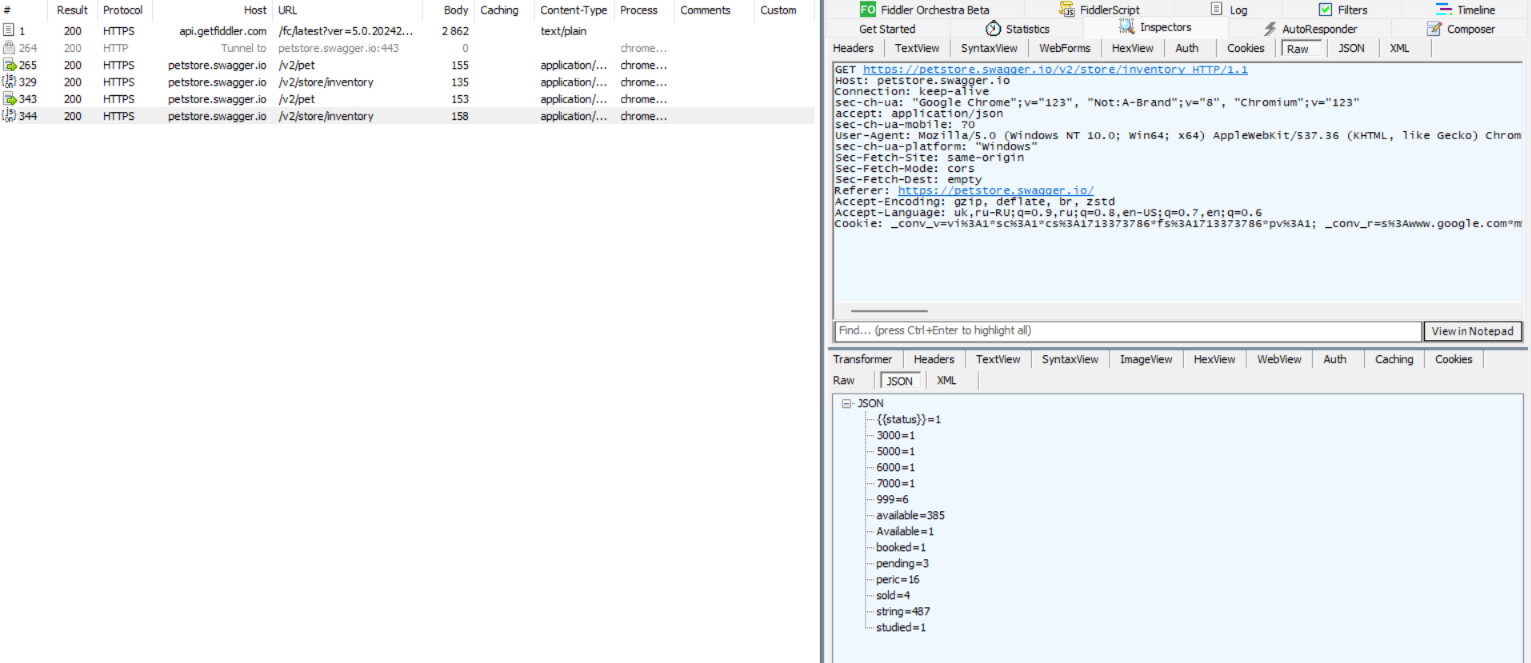 # Result Protocol Host URL Body Caching Content-Type Process Comments Custom
1 200 HTTPS api.getfiddler.com /fc/latest?ver=5.0.20242... 2 862 text/plain
264 200 HTTP Tunnel to petstore.swagger.io:443 0 chrome...
265 200 HTTPS petstore.swagger.io /v2/pet 155 application/... chrome...
329 200 HTTPS petstore.swagger.io /v2/store/inventory 135 application/... chrome...
343 200 HTTPS petstore.swagger.io /v2/pet 153 application/... chrome...
344 200 HTTPS petstore.swagger.io /v2/store/inventory 158 application/... chrome...
FO Fiddler Orchestra Beta FiddlerScript Log Filters Timeline
Get Started Statistics Inspectors AutoResponder Composer
Headers TextView SyntaxView WebForms HexView Auth Cookies Raw JSON XML
GET https://petstore.swagger.io/v2/store/inventory HTTP/1.1
Host: petstore.swagger.io
Connection: keep-alive
sec-ch-ua: "Google Chrome";v="123", "Not:A-Brand";v="8", "Chromium";v="123"
accept: application/json
sec-ch-ua-mobile: ?0
User-Agent: Mozilla/5.0 (Windows NT 10.0; Win64; x64) AppleWebKit/537.36 (KHTML, like Gecko) Chrom
sec-ch-ua-platform: "Windows"
Sec-Fetch-Site: same-origin
Sec-Fetch-Mode: cors
Sec-Fetch-Dest: empty
Referer: https://petstore.swagger.io/
Accept-Encoding: gzip, deflate, br, zstd
Accept-Language: uk,ru-RU;q=0.9,ru;q=0.8,en-US;q=0.7,en;q=0.6
Cookie: _conv_v=vi%3A1*sc%3A1*cs%3A1713373786*fs%3A1713373786*pv%3A1; _conv_r=s%3Awww.google.com*m
Find... (press Ctrl+Enter to highlight all) View in Notepad
Transformer Headers TextView SyntaxView ImageView HexView WebView Auth Caching Cookies
Raw JSON XML
JSON
{{status}}=1
3000=1
5000=1
6000=1
7000=1
999=6
available=385
Available=1
booked=1
pending=3
peric=16
sold=4
string=487
studied=1